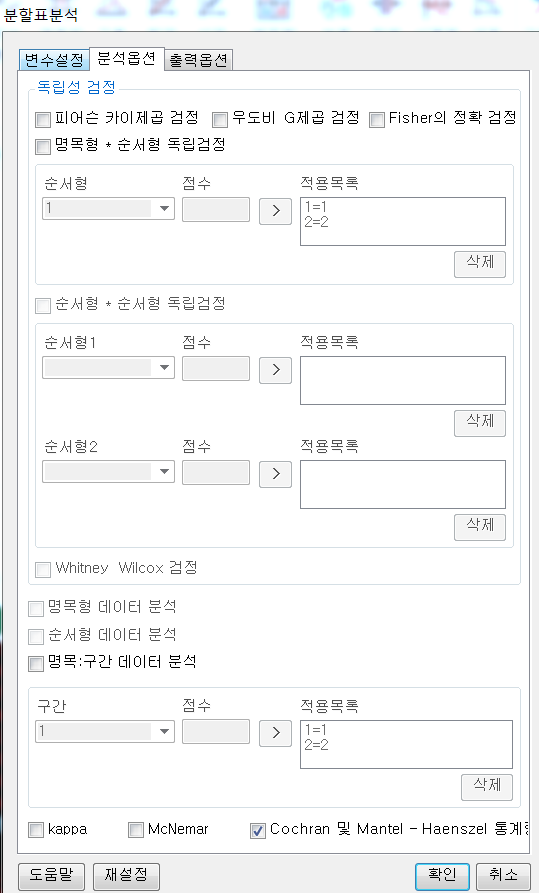 분할표분석
변수설정 분석옵션 출력옵션
독립성 검정
피어슨 카이제곱 검정 우도비 G제곱 검정 Fisher의 정확 검정
명목형 * 순서형 독립검정
순서형 점수 적용목록
1 > 1=1
2=2
삭제
순서형 * 순서형 독립검정
순서형1 점수 적용목록
>
삭제
순서형2 점수 적용목록
>
삭제
Whitney Wilcox 검정
명목형 데이터 분석
순서형 데이터 분석
명목:구간 데이터 분석
구간 점수 적용목록
1 > 1=1
2=2
삭제
kappa McNemar Cochran 및 Mantel - Haenszel 통계
도움말 재설정 확인 취소